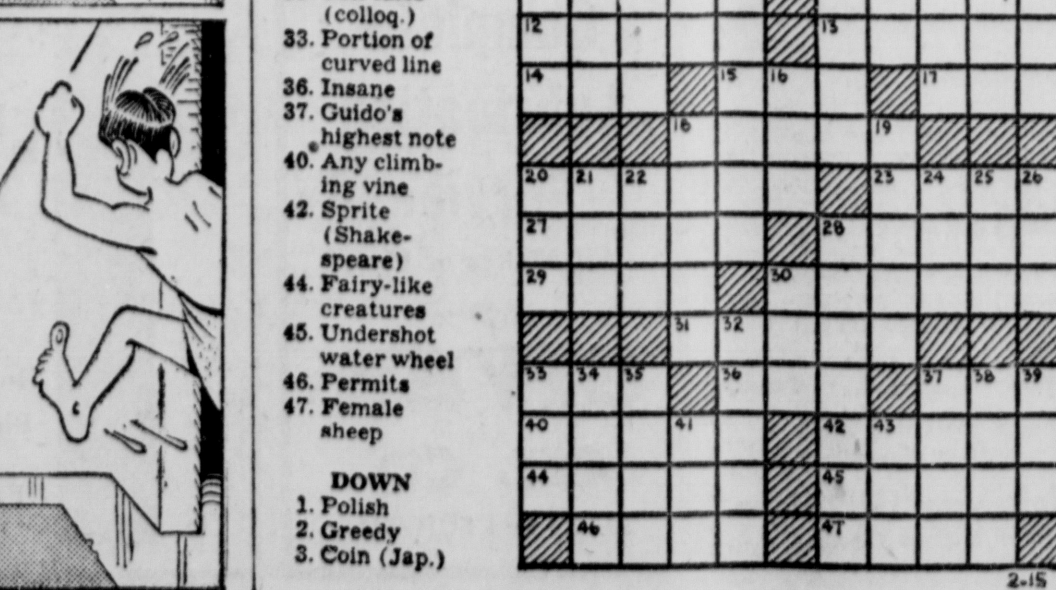 (colloq.)
33. Portion of
curved line
36. Insane
37. Guido's
highest note
40. Any climb-
ing vine
42. Sprite
(Shake-
speare)
44. Fairy-like
creatures
45. Undershot
water wheel
46. Permits
47. Female
sheep
DOWN
1. Polish
2. Greedy
3. Coin (Jap.)
12 13
14 15 16 17
18 19
20 21 22 23 24 25 26
27 28
29 30
31 32
33 34 35 36 37 38 39
40 41 42 43
44 45
46 47
2-15